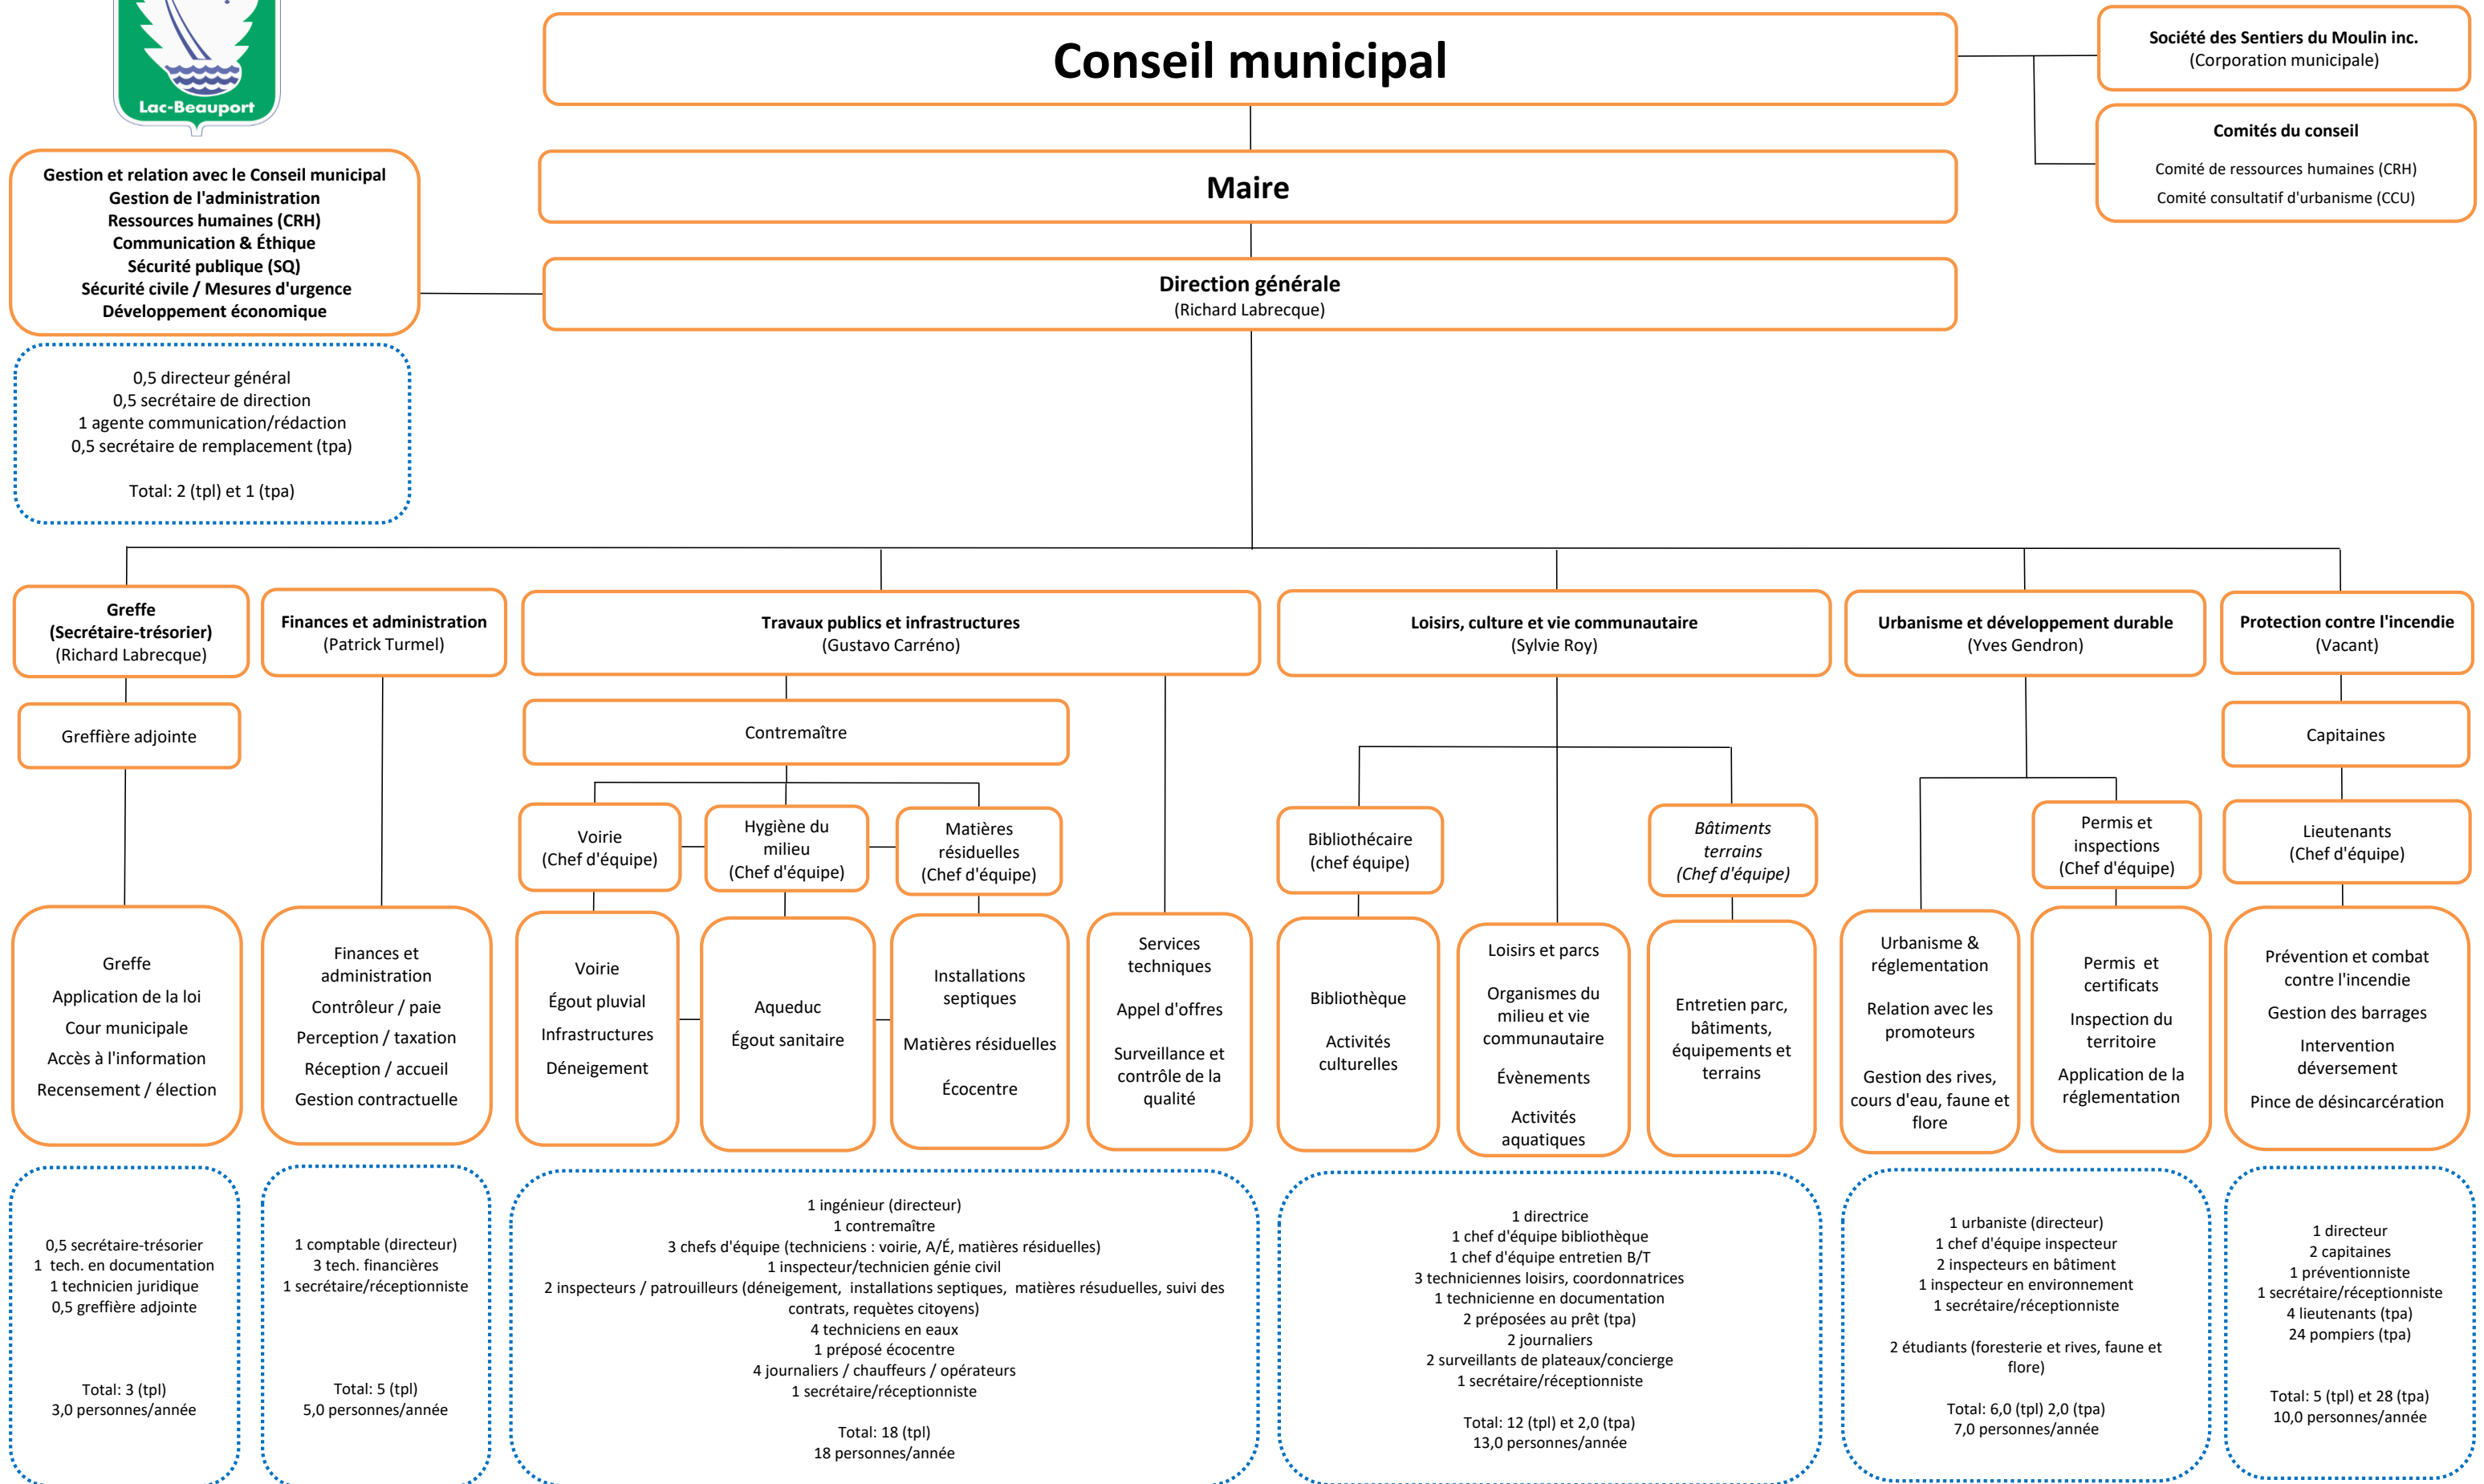 Lac-Beauport
Conseil municipal
Société des Sentiers du Moulin inc.
(Corporation municipale)
Comités du conseil
Comité de ressources humaines (CRH)
Comité consultatif d'urbanisme (CCU)
Maire
Gestion et relation avec le Conseil municipal
Gestion de l'administration
Ressources humaines (CRH)
Communication & Éthique
Sécurité publique (SQ)
Sécurité civile / Mesures d'urgence
Développement économique
Direction générale
(Richard Labrecque)
0,5 directeur général
0,5 secrétaire de direction
1 agente communication/rédaction
0,5 secrétaire de remplacement (tpa)
Total: 2 (tpl) et 1 (tpa)
Greffe
(Secrétaire-trésorier)
(Richard Labrecque)
Finances et administration
(Patrick Turmel)
Travaux publics et infrastructures
(Gustavo Carréno)
Loisirs, culture et vie communautaire
(Sylvie Roy)
Urbanisme et développement durable
(Yves Gendron)
Protection contre l'incendie
(Vacant)
Greffière adjointe
Contremaître
Capitaines
Voirie
(Chef d'équipe)
Hygiène du
milieu
(Chef d'équipe)
Matières
résiduelles
(Chef d'équipe)
Bibliothécaire
(chef équipe)
Bâtiments
terrains
(Chef d'équipe)
Permis et
inspections
(Chef d'équipe)
Lieutenants
(Chef d'équipe)
Greffe
Application de la loi
Cour municipale
Accès à l'information
Recensement / élection
Finances et
administration
Contrôleur / paie
Perception / taxation
Réception / accueil
Gestion contractuelle
Voirie
Égout pluvial
Infrastructures
Déneigement
Aqueduc
Égout sanitaire
Installations
septiques
Matières résiduelles
Écocentre
Services
techniques
Appel d'offres
Surveillance et
contrôle de la
qualité
Bibliothèque
Activités
culturelles
Loisirs et parcs
Organismes du
milieu et vie
communautaire
Évènements
Activités
aquatiques
Entretien parc,
bâtiments,
équipements et
terrains
Urbanisme &
réglementation
Relation avec les
promoteurs
Gestion des rives,
cours d'eau, faune et
flore
Permis et
certificats
Inspection du
territoire
Application de la
réglementation
Prévention et combat
contre l'incendie
Gestion des barrages
Intervention
déversement
Pince de désincarcération
0,5 secrétaire-trésorier
1 tech. en documentation
1 technicien juridique
0,5 greffière adjointe
Total: 3 (tpl)
3,0 personnes/année
1 comptable (directeur)
3 tech. financières
1 secrétaire/réceptionniste
Total: 5 (tpl)
5,0 personnes/année
1 ingénieur (directeur)
1 contremaître
3 chefs d'équipe (techniciens : voirie, A/É, matières résiduelles)
1 inspecteur/technicien génie civil
2 inspecteurs / patrouilleurs (déneigement, installations septiques, matières résuduelles, suivi des
contrats, requètes citoyens)
4 techniciens en eaux
1 préposé écocentre
4 journaliers / chauffeurs / opérateurs
1 secrétaire/réceptionniste
Total: 18 (tpl)
18 personnes/année
1 directrice
1 chef d'équipe bibliothèque
1 chef d'équipe entretien B/T
3 techniciennes loisirs, coordonnatrices
1 technicienne en documentation
2 préposées au prêt (tpa)
2 journaliers
2 surveillants de plateaux/concierge
1 secrétaire/réceptionniste
Total: 12 (tpl) et 2,0 (tpa)
13,0 personnes/année
1 urbaniste (directeur)
1 chef d'équipe inspecteur
2 inspecteurs en bâtiment
1 inspecteur en environnement
1 secrétaire/réceptionniste
2 étudiants (foresterie et rives, faune et
flore)
Total: 6,0 (tpl) 2,0 (tpa)
7,0 personnes/année
1 directeur
2 capitaines
1 préventionniste
1 secrétaire/réceptionniste
4 lieutenants (tpa)
24 pompiers (tpa)
Total: 5 (tpl) et 28 (tpa)
10,0 personnes/année